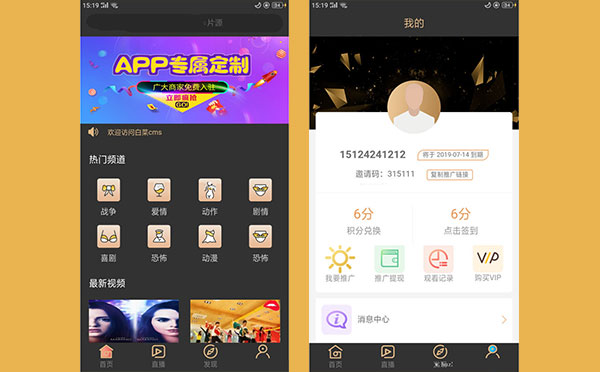 15:19
片源
APP专属定制
广大商家免费入驻
立即疯抢
GO!
欢迎访问白菜cms
热门频道
战争 爱情 动作 剧情
喜剧 恐怖 动漫 恐怖
最新视频
首页 直播 发现
15:19
我的
15124241212 将于 2019-07-14 到期
邀请码：315111 复制推广链接
6分 6分
积分兑换 点击签到
我要推广 推广提现 观看记录 购买VIP
VIP
消息中心
首页 直播